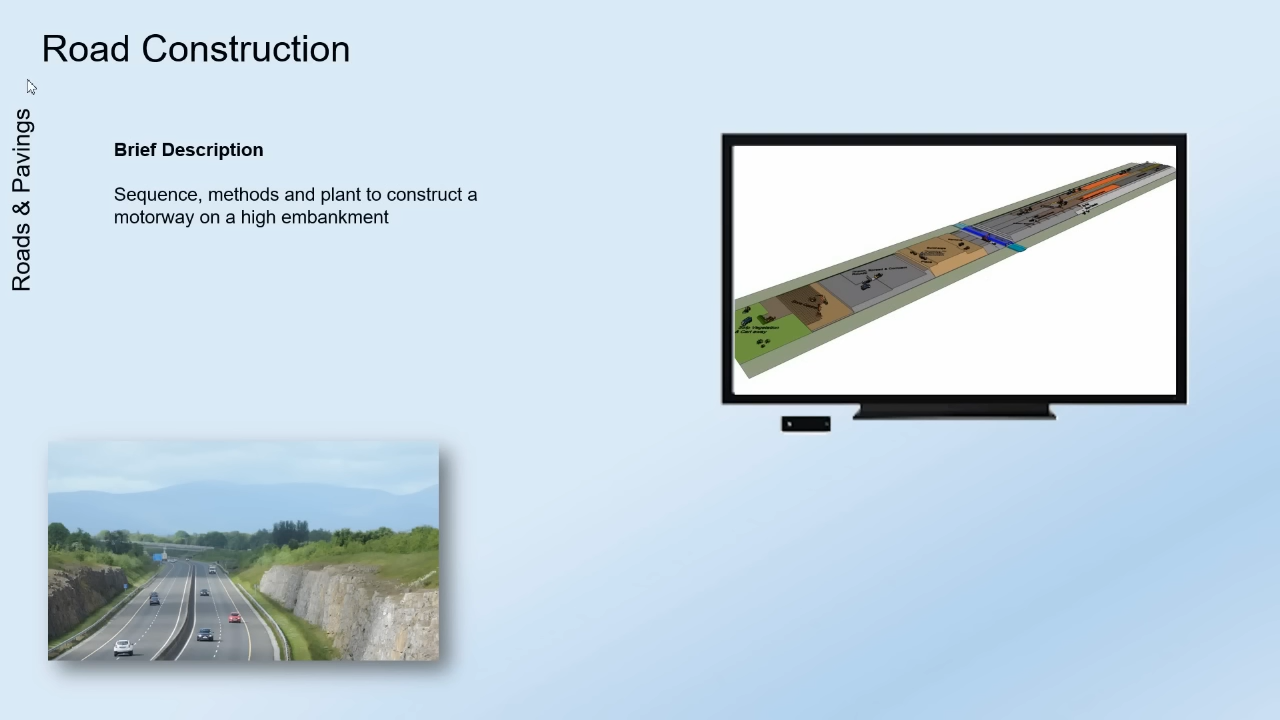 Road Construction
Roads & Pavings
Brief Description
Sequence, methods and plant to construct a
motorway on a high embankment